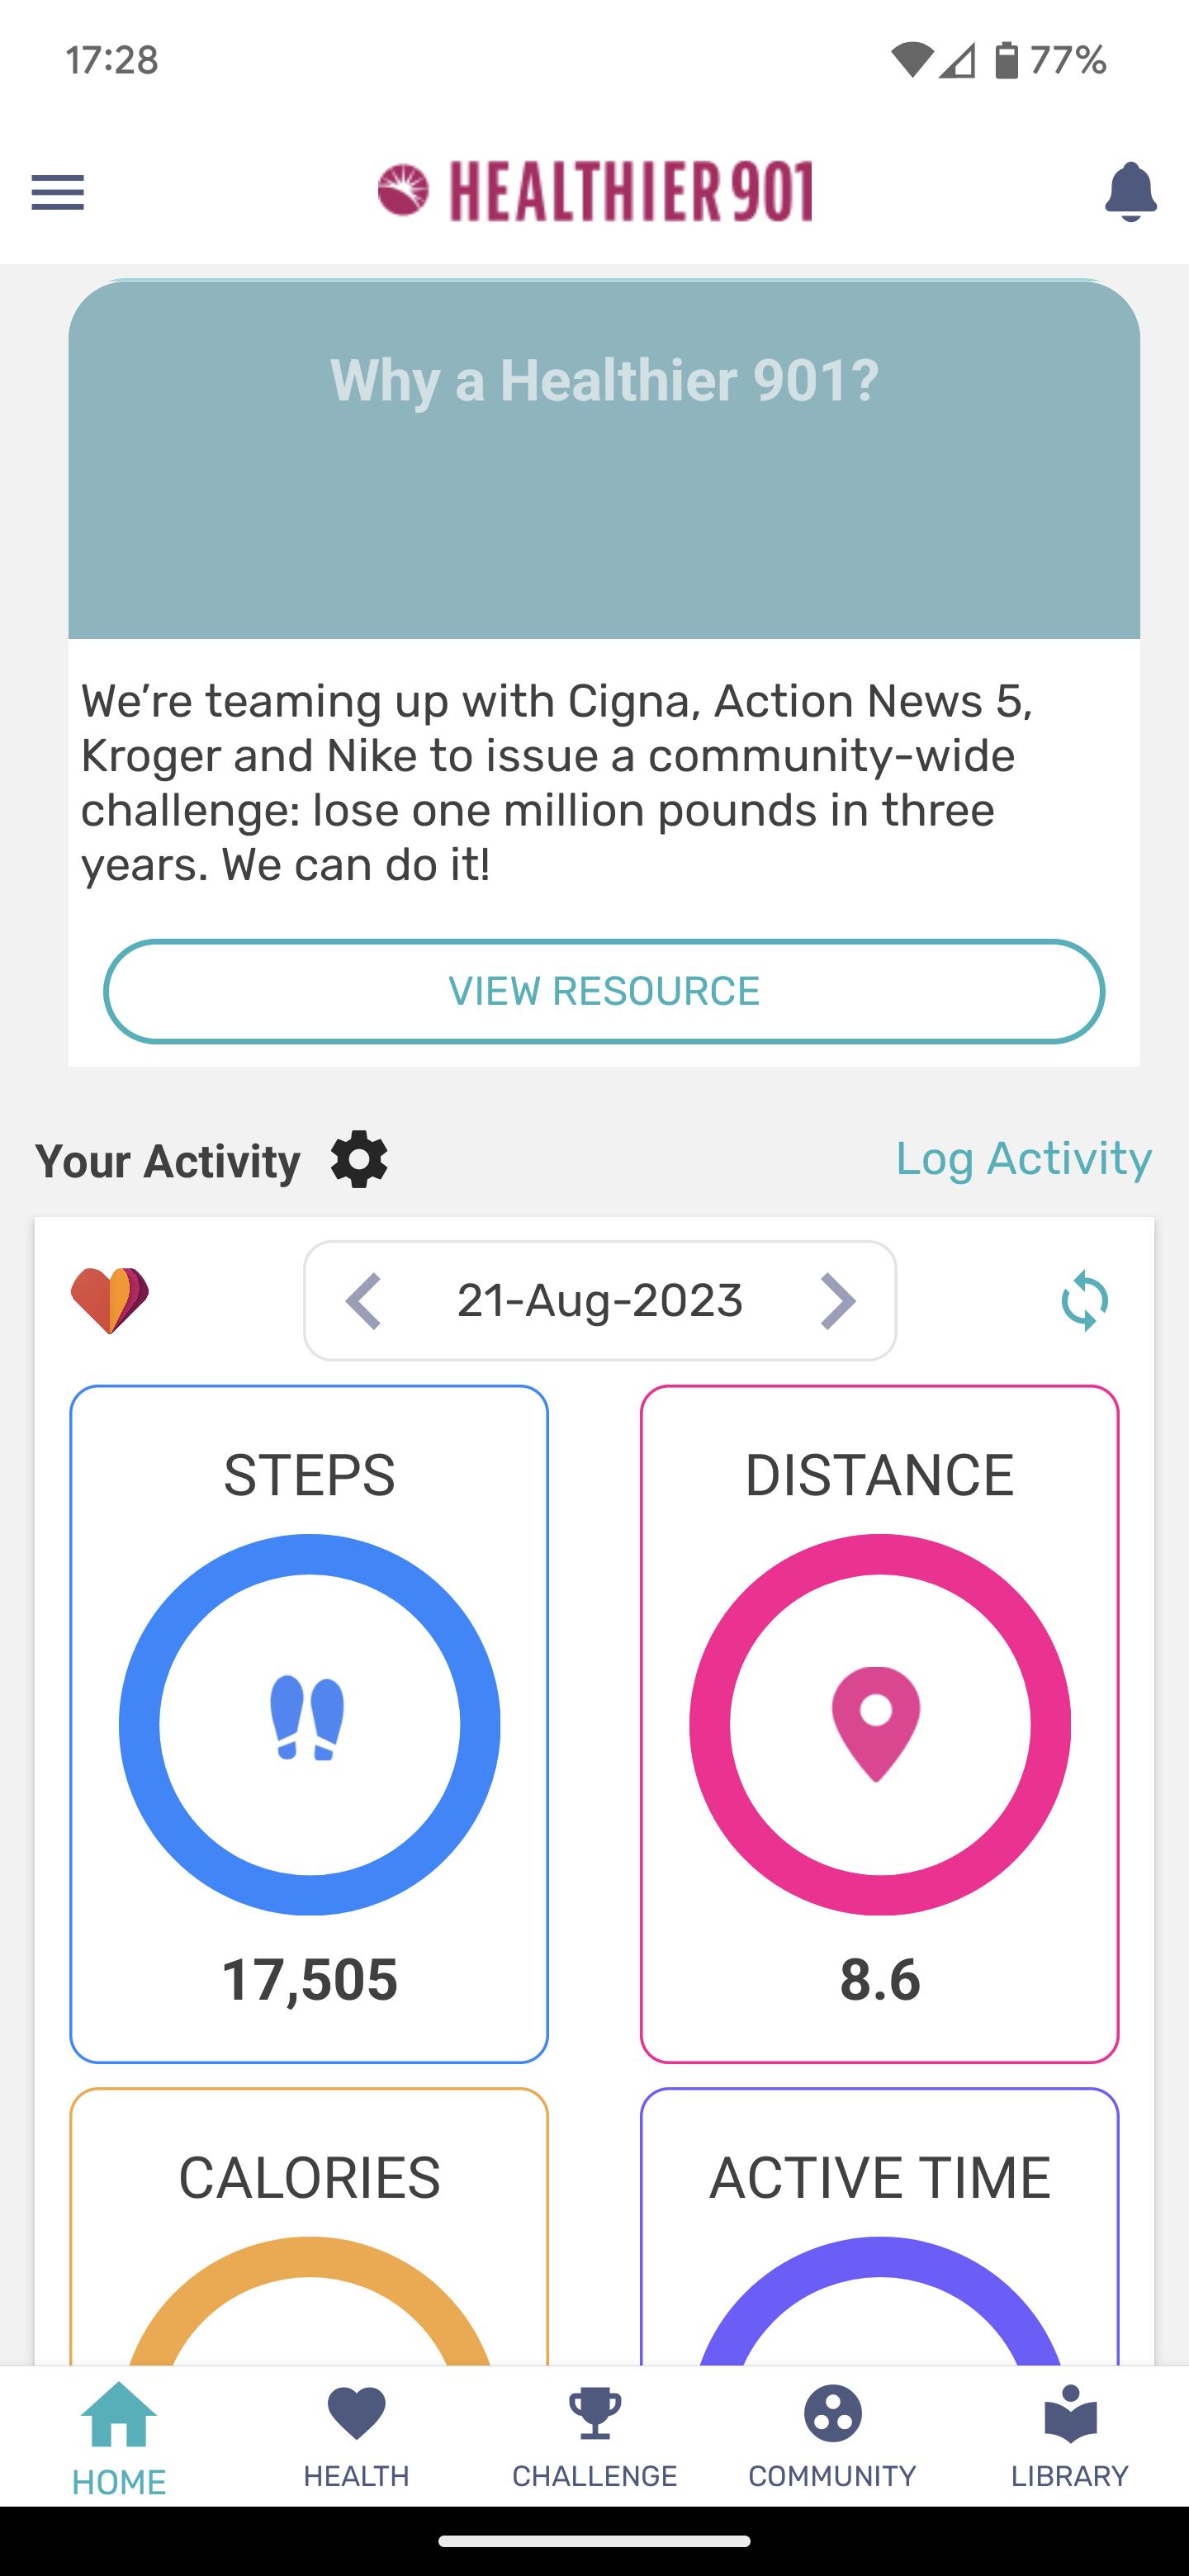 17:28
77%
HEALTHIER 901
Why a Healthier 901?
We’re teaming up with Cigna, Action News 5,
Kroger and Nike to issue a community-wide
challenge: lose one million pounds in three
years. We can do it!
VIEW RESOURCE
Your Activity
Log Activity
21-Aug-2023
STEPS
DISTANCE
17,505
8.6
CALORIES
ACTIVE TIME
HOME
HEALTH
CHALLENGE
COMMUNITY
LIBRARY